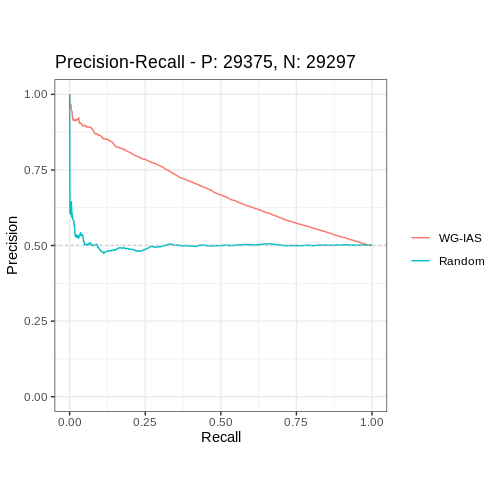 Precision-Recall - P: 29375, N: 29297
1.00
0.75
0.50
0.25
0.00
Precision
0.00 0.25 0.50 0.75 1.00
Recall
WG-IAS
Random